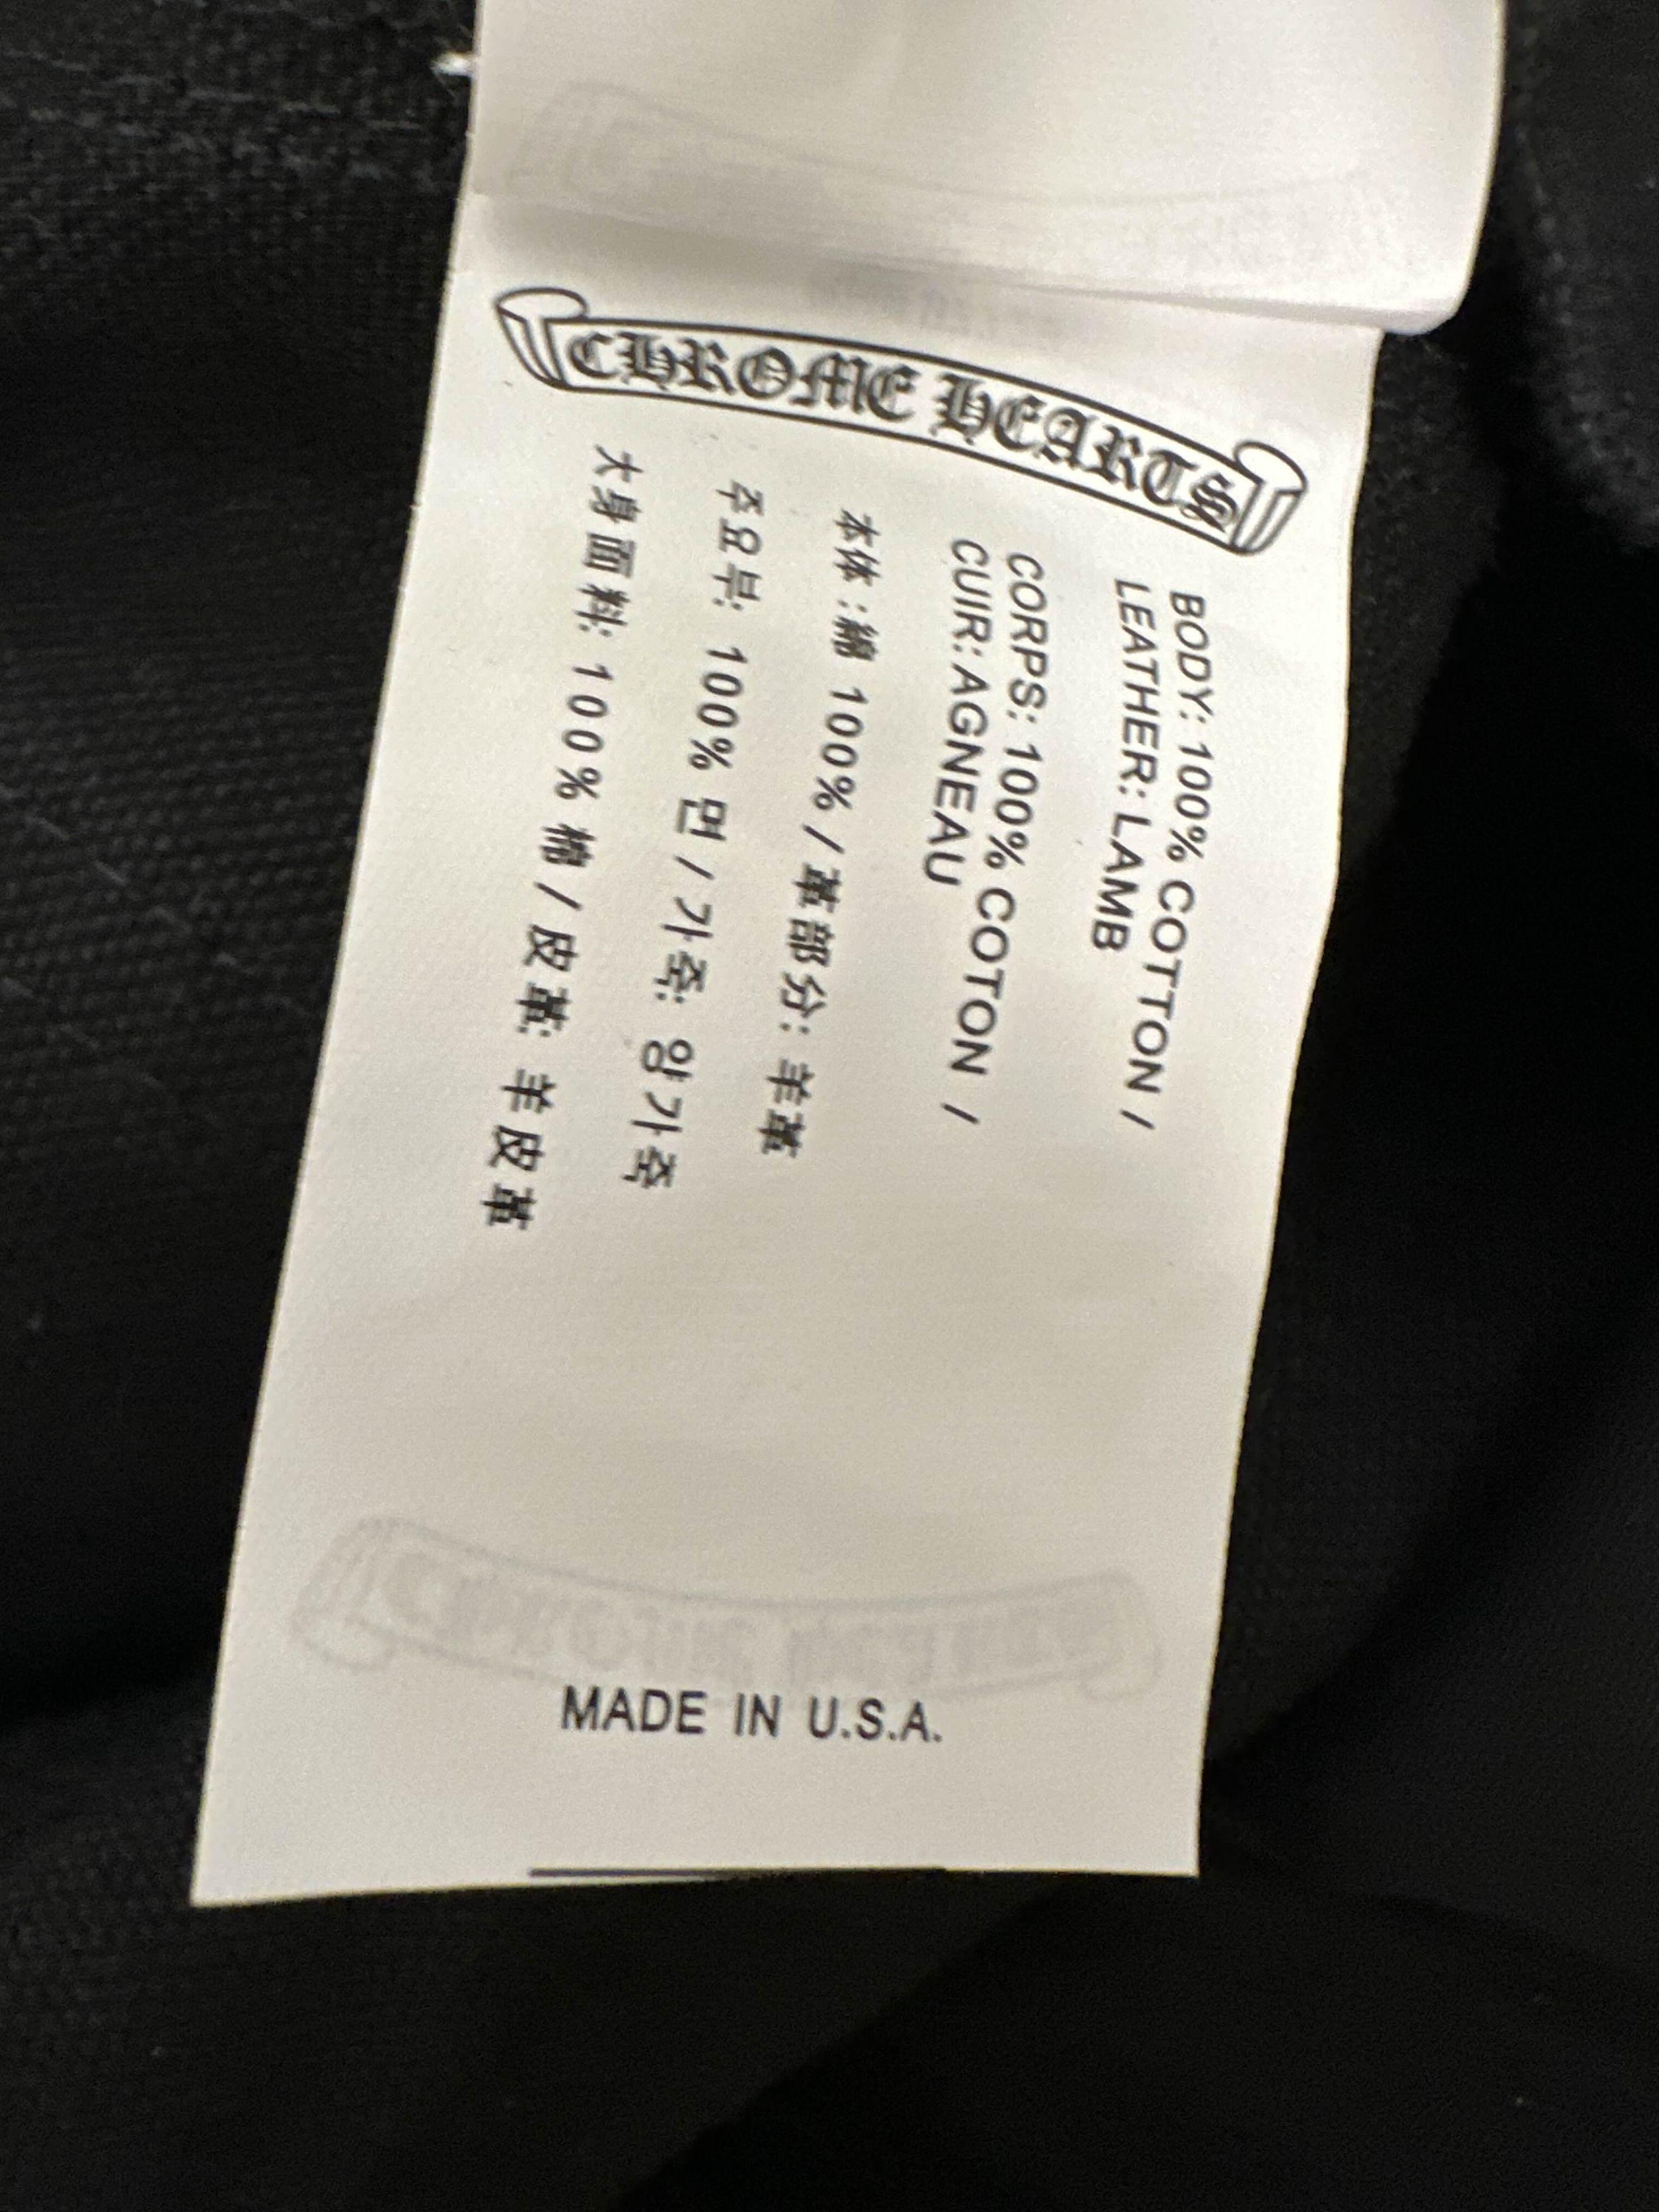 CHROME HEARTS
BODY: 100% COTTON /
LEATHER: LAMB
CORPS: 100% COTON /
CUIR: AGNEAU
本体:綿 100% / 革部分: 羊革
주요부: 100% 면 / 가죽: 양가죽
大身面料: 100% 棉 / 皮革: 羊皮革
MADE IN U.S.A.